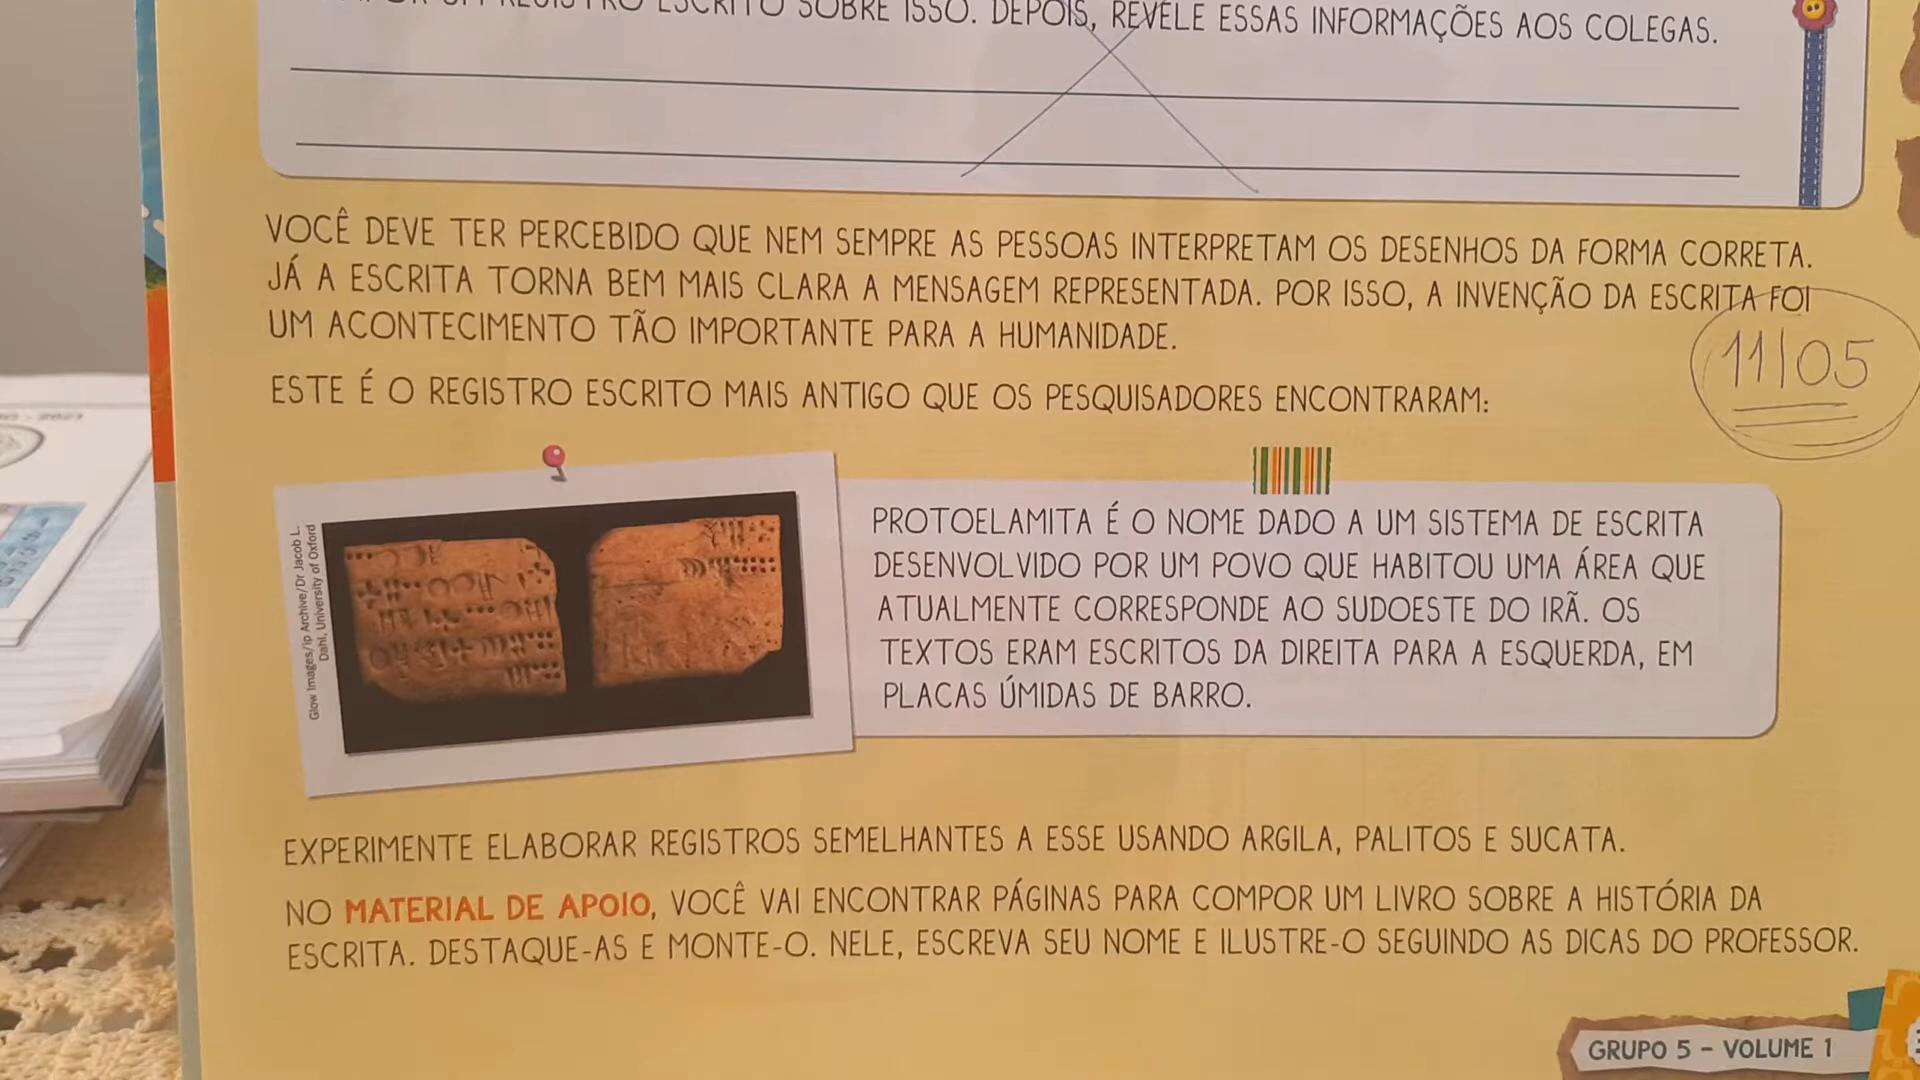 UM REGISTRO ESCRITO SOBRE ISSO. DEPOIS, REVELE ESSAS INFORMAÇÕES AOS COLEGAS.
VOCÊ DEVE TER PERCEBIDO QUE NEM SEMPRE AS PESSOAS INTERPRETAM OS DESENHOS DA FORMA CORRETA.
JÁ A ESCRITA TORNA BEM MAIS CLARA A MENSAGEM REPRESENTADA. POR ISSO, A INVENÇÃO DA ESCRITA FOI
UM ACONTECIMENTO TÃO IMPORTANTE PARA A HUMANIDADE.
11/05
ESTE É O REGISTRO ESCRITO MAIS ANTIGO QUE OS PESQUISADORES ENCONTRARAM:
Glow Images/Ip Archive/Dr Jacob L.
Dahl, University of Oxford
PROTOELAMITA É O NOME DADO A UM SISTEMA DE ESCRITA
DESENVOLVIDO POR UM POVO QUE HABITOU UMA ÁREA QUE
ATUALMENTE CORRESPONDE AO SUDOESTE DO IRÃ. OS
TEXTOS ERAM ESCRITOS DA DIREITA PARA A ESQUERDA, EM
PLACAS ÚMIDAS DE BARRO.
EXPERIMENTE ELABORAR REGISTROS SEMELHANTES A ESSE USANDO ARGILA, PALITOS E SUCATA.
NO MATERIAL DE APOIO, VOCÊ VAI ENCONTRAR PÁGINAS PARA COMPOR UM LIVRO SOBRE A HISTÓRIA DA
ESCRITA. DESTAQUE-AS E MONTE-O. NELE, ESCREVA SEU NOME E ILUSTRE-O SEGUINDO AS DICAS DO PROFESSOR.
GRUPO 5 - VOLUME 1